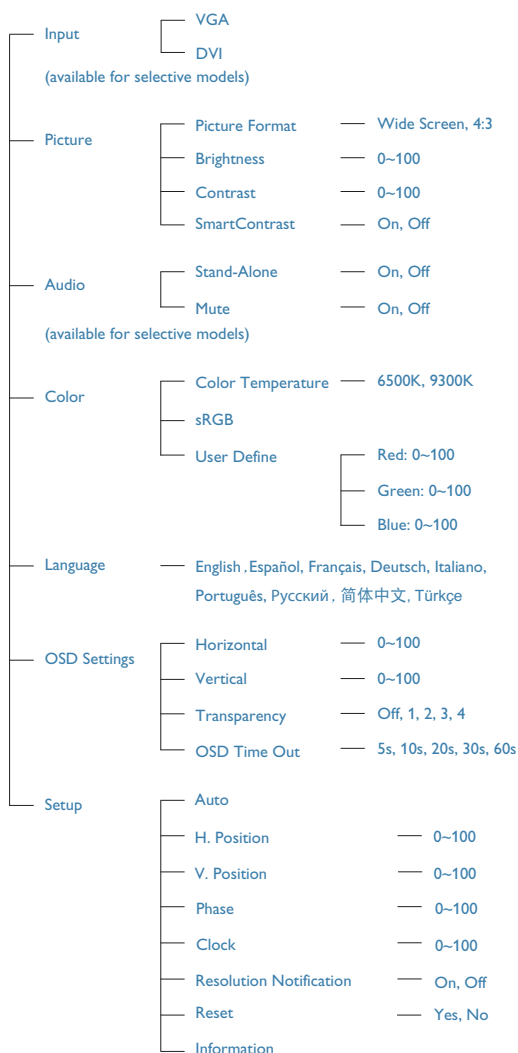 Input
VGA
DVI
(available for selective models)
Picture
Picture Format
Wide Screen, 4:3
Brightness
0~100
Contrast
0~100
SmartContrast
On, Off
Audio
Stand-Alone
On, Off
Mute
On, Off
(available for selective models)
Color
Color Temperature
6500K, 9300K
sRGB
User Define
Red: 0~100
Green: 0~100
Blue: 0~100
Language
English , Español, Français, Deutsch, Italiano,
Português, Русский , 简体中文, Türkçe
OSD Settings
Horizontal
0~100
Vertical
0~100
Transparency
Off, 1, 2, 3, 4
OSD Time Out
5s, 10s, 20s, 30s, 60s
Setup
Auto
H. Position
0~100
V. Position
0~100
Phase
0~100
Clock
0~100
Resolution Notification
On, Off
Reset
Yes, No
Information